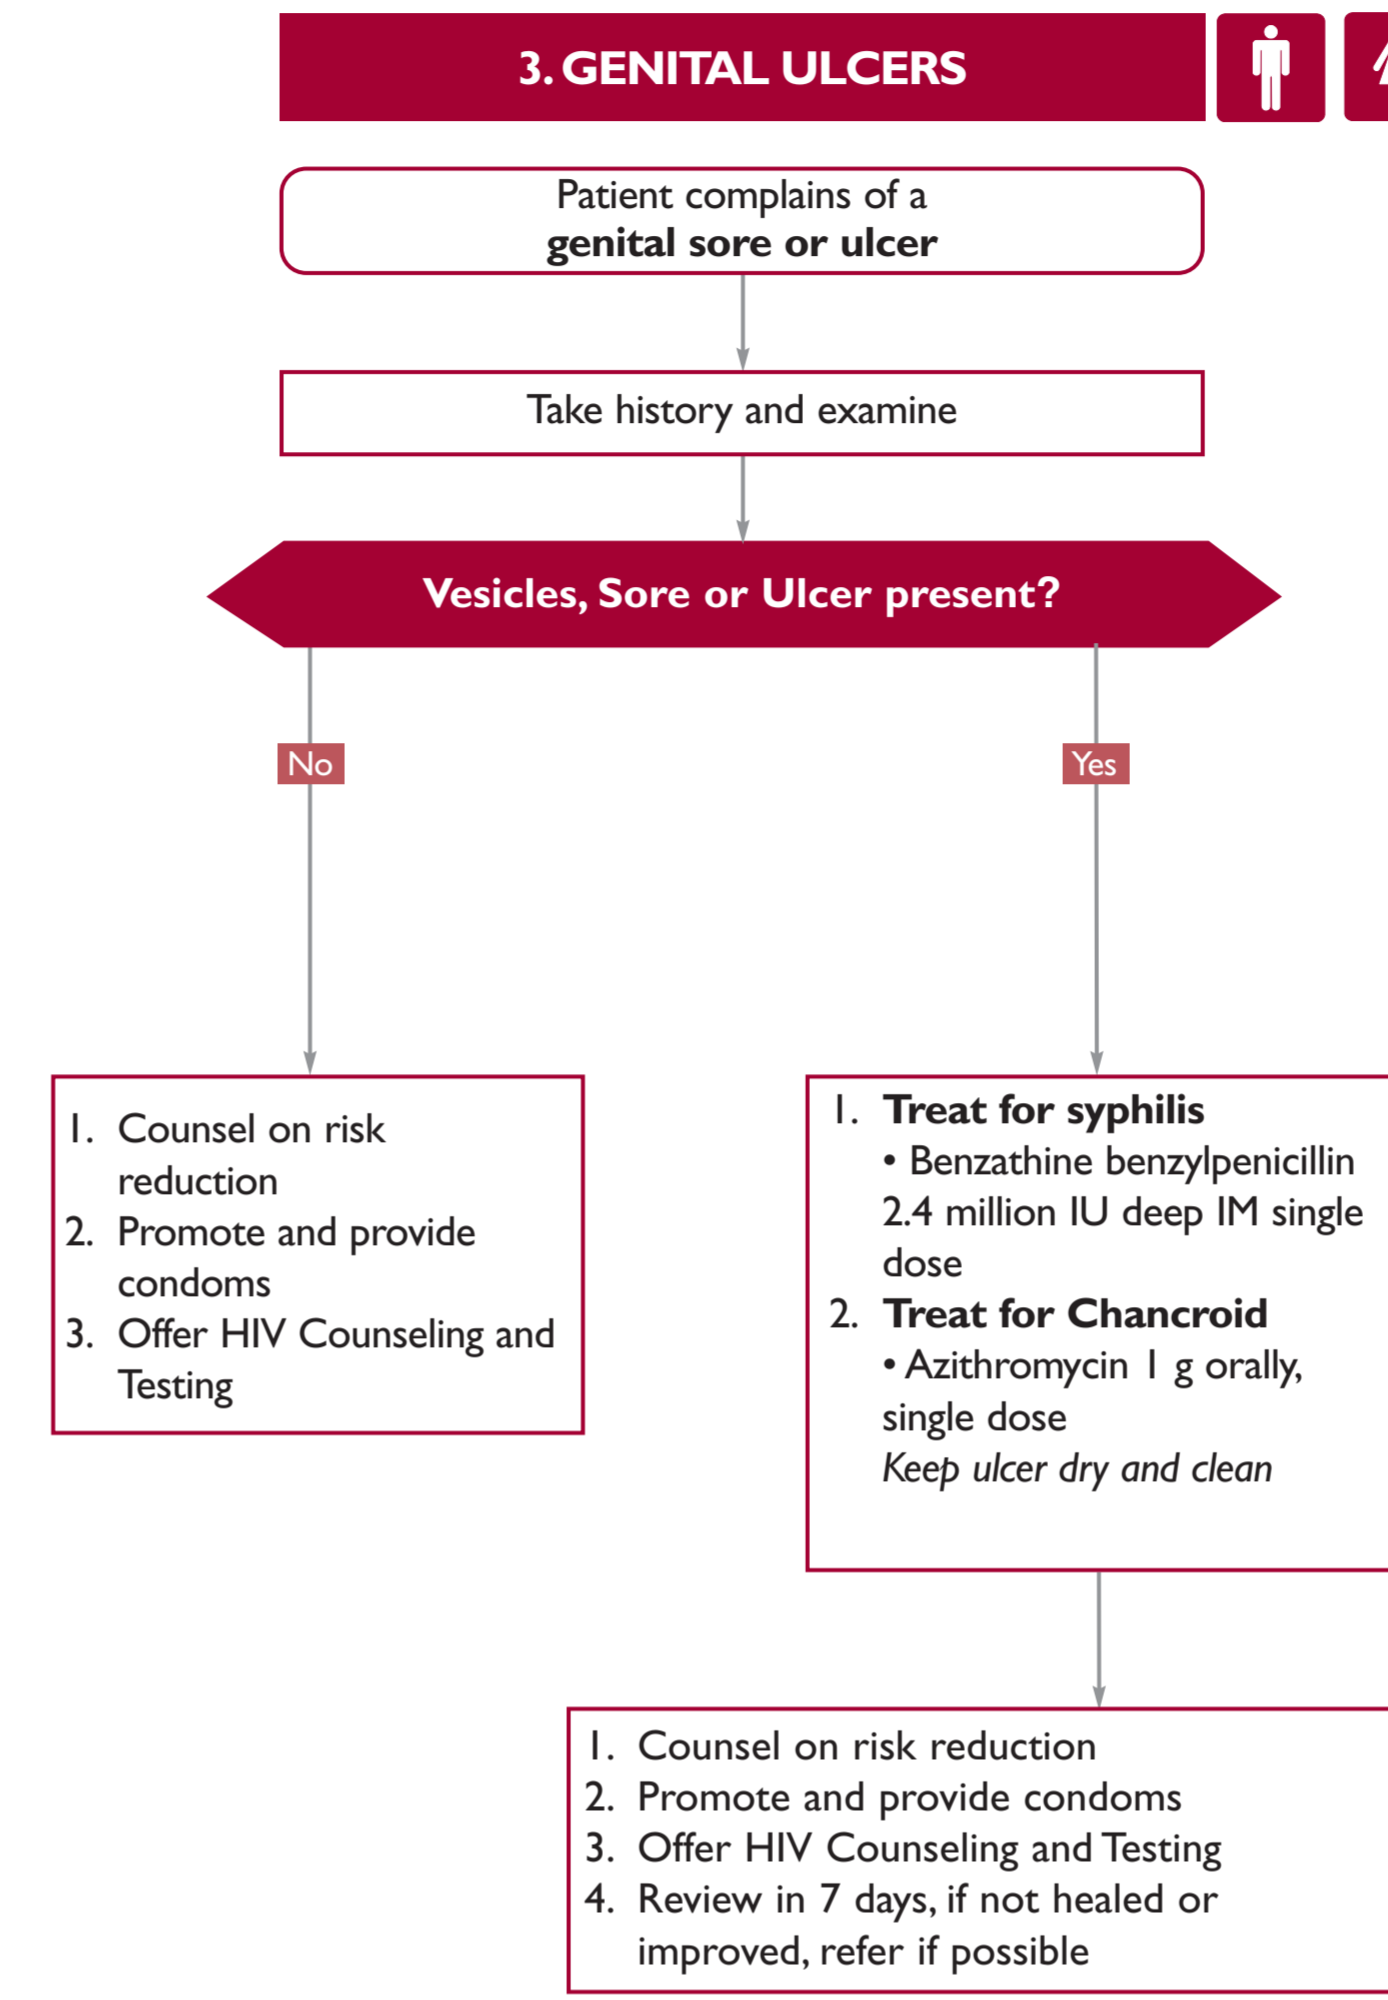 3. GENITAL ULCERS
Patient complains of a
genital sore or ulcer
Take history and examine
Vesicles, Sore or Ulcer present?
No
Yes
1. Counsel on risk
reduction
2. Promote and provide
condoms
3. Offer HIV Counseling and
Testing
1. Treat for syphilis
• Benzathine benzylpenicillin
2.4 million IU deep IM single
dose
2. Treat for Chancroid
• Azithromycin 1 g orally,
single dose
Keep ulcer dry and clean
1. Counsel on risk reduction
2. Promote and provide condoms
3. Offer HIV Counseling and Testing
4. Review in 7 days, if not healed or
improved, refer if possible